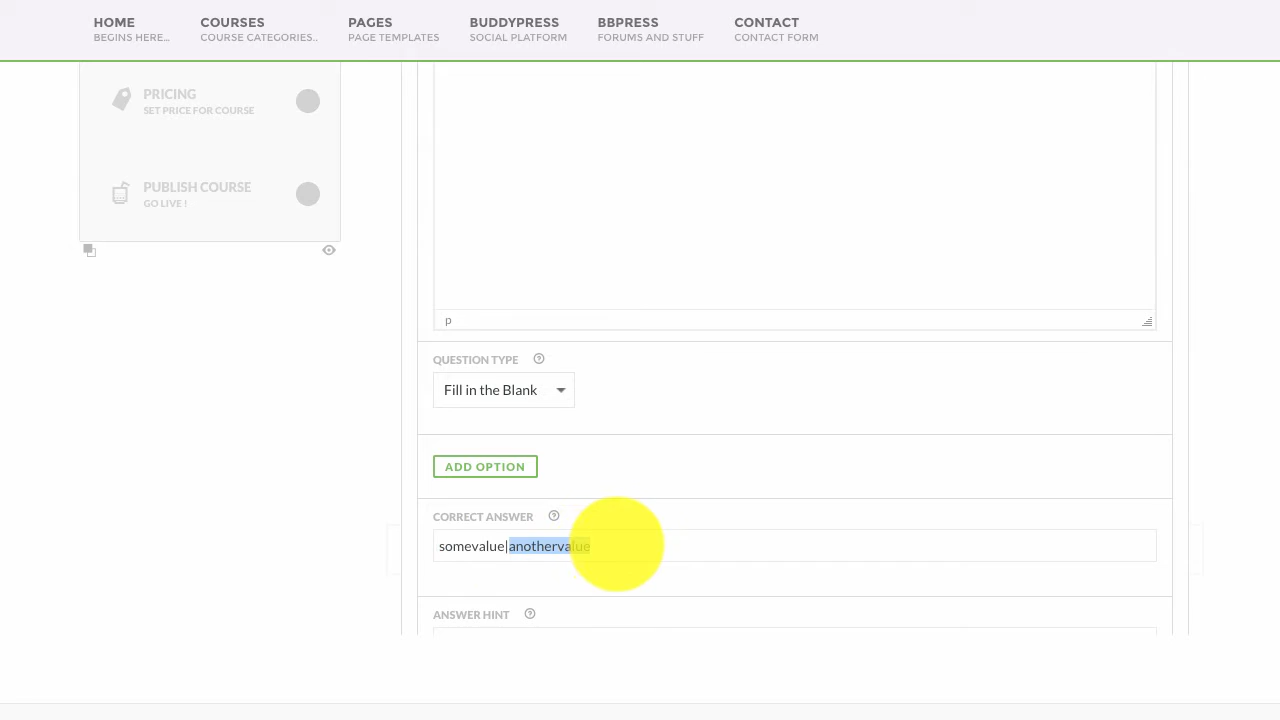 HOME
BEGINS HERE...
COURSES
COURSE CATEGORIES..
PAGES
PAGE TEMPLATES
BUDDYPRESS
SOCIAL PLATFORM
BBPRESS
FORUMS AND STUFF
CONTACT
CONTACT FORM
PRICING
SET PRICE FOR COURSE
PUBLISH COURSE
GO LIVE !
p
QUESTION TYPE
Fill in the Blank
ADD OPTION
CORRECT ANSWER
somevalue|anothervalue
ANSWER HINT